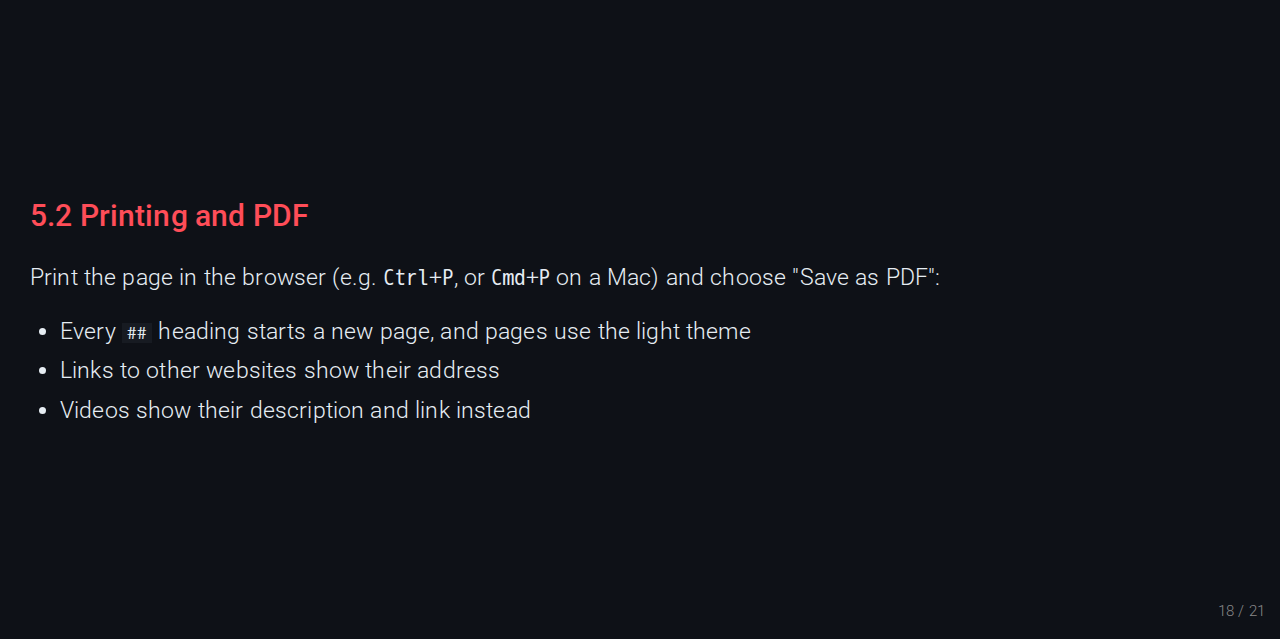 5.2 Printing and PDF
Print the page in the browser (e.g. Ctrl+P, or Cmd+P on a Mac) and choose "Save as PDF":
Every ## heading starts a new page, and pages use the light theme
Links to other websites show their address
Videos show their description and link instead
18 / 21